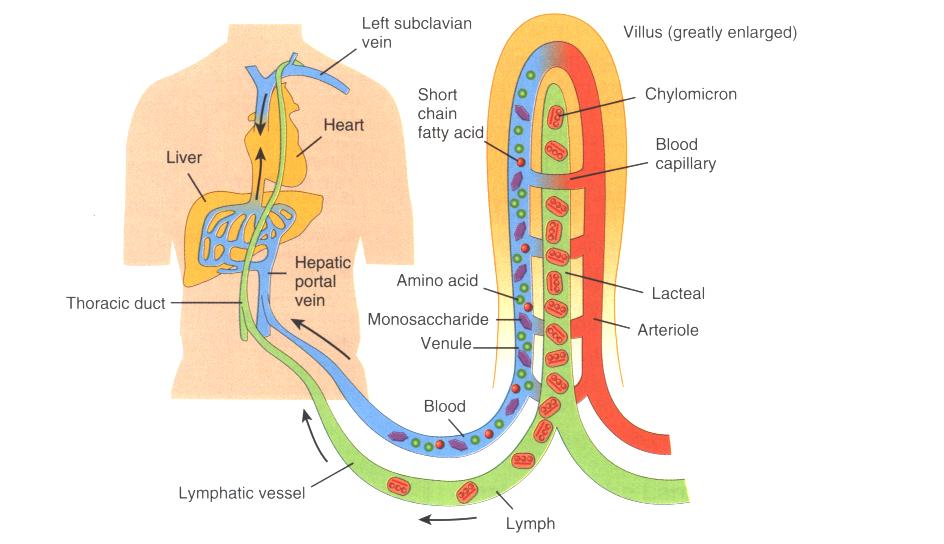 Left subclavian
vein
Villus (greatly enlarged)
Short
chain
fatty acid
Chylomicron
Heart
Blood
capillary
Liver
Hepatic
portal
vein
Amino acid
Lacteal
Thoracic duct
Monosaccharide
Arteriole
Venule
Blood
Lymphatic vessel
Lymph